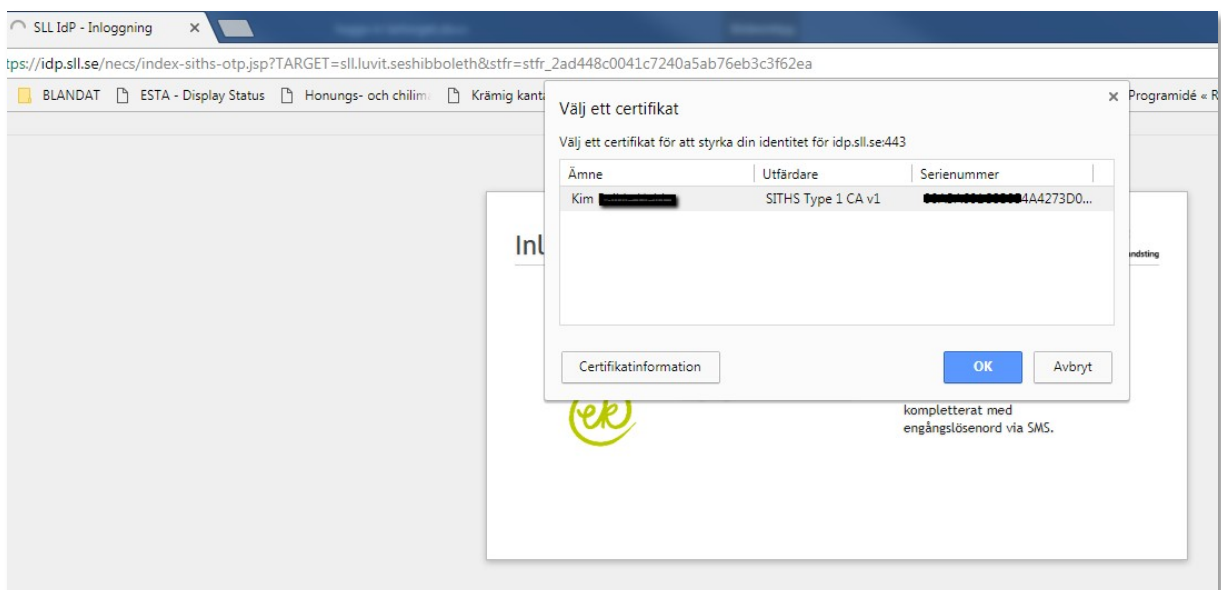 SLL IdP - Inloggning
tps://idp.sll.se/necs/index-siths-otp.jsp?TARGET=sll.luvit.seshibboleth&stfr=stfr_2ad448c0041c7240a5ab76eb3c3f62ea
BLANDAT ESTA - Display Status Honungs- och chilim Krämig kanta Programidé « R
Välj ett certifikat
Välj ett certifikat för att styrka din identitet för idp.sll.se:443
Ämne Utfärdare Serienummer
Kim SITHS Type 1 CA v1 4A4273D0...
Inl
ndsting
Certifikatinformation OK Avbryt
ek
kompletterat med
engångslösenord via SMS.